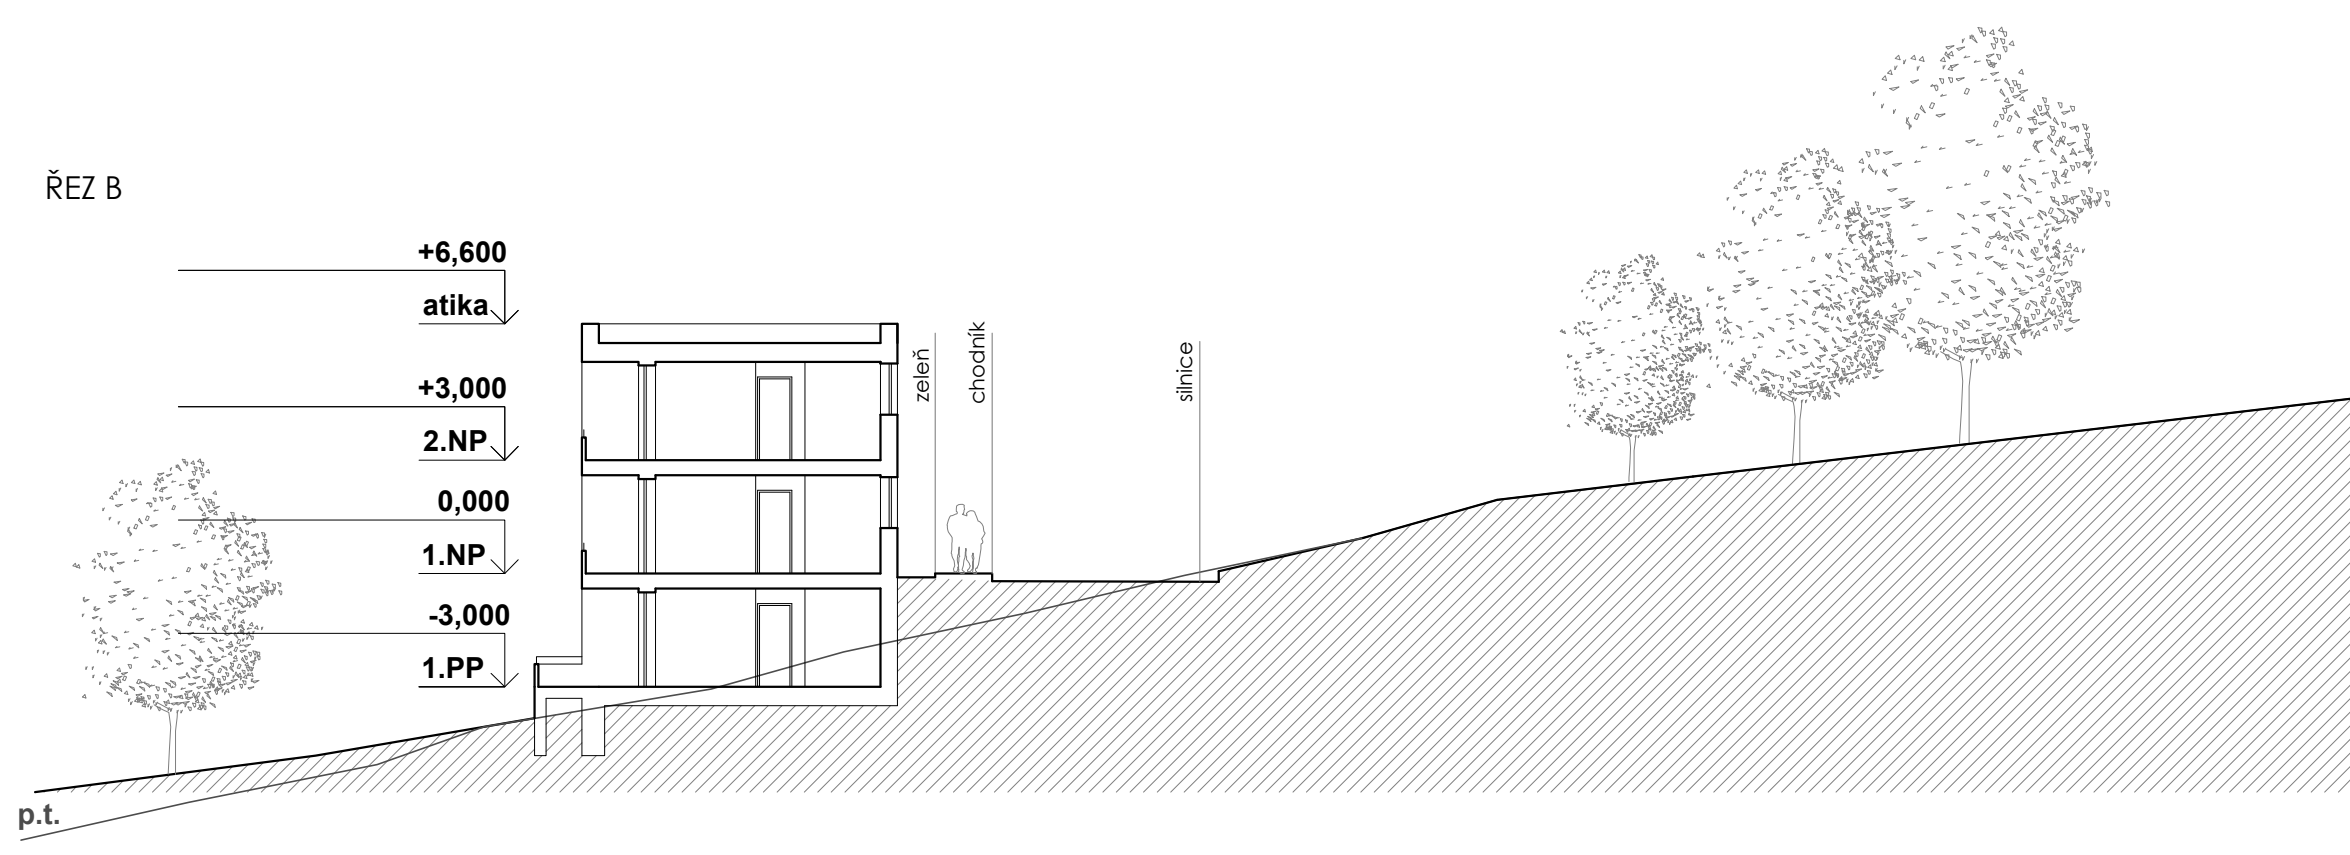 ŘEZ B
+6,600
atika
+3,000
2.NP
0,000
1.NP
-3,000
1.PP
zeleň
chodník
silnice
p.t.